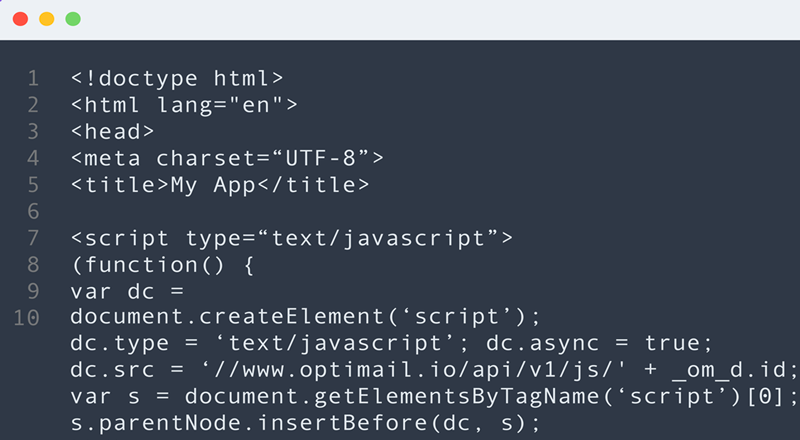 1 <!doctype html>
2 <html lang="en">
3 <head>
4 <meta charset=“UTF-8”>
5 <title>My App</title>
6
7 <script type=“text/javascript”>
8 (function() {
9 var dc =
10 document.createElement(‘script’);
dc.type = ‘text/javascript’; dc.async = true;
dc.src = ‘//www.optimail.io/api/v1/js/' + _om_d.id;
var s = document.getElementsByTagName(‘script’)[0];
s.parentNode.insertBefore(dc, s);